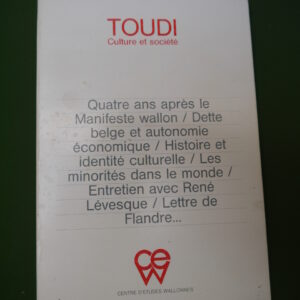 TOUDI
Culture et société
Quatre ans après le
Manifeste wallon / Dette
belge et autonomie
économique / Histoire et
identité culturelle / Les
minorités dans le monde /
Entretien avec René
Lévesque / Lettre de
Flandre...
cew
CENTRE D'ETUDES WALLONNES